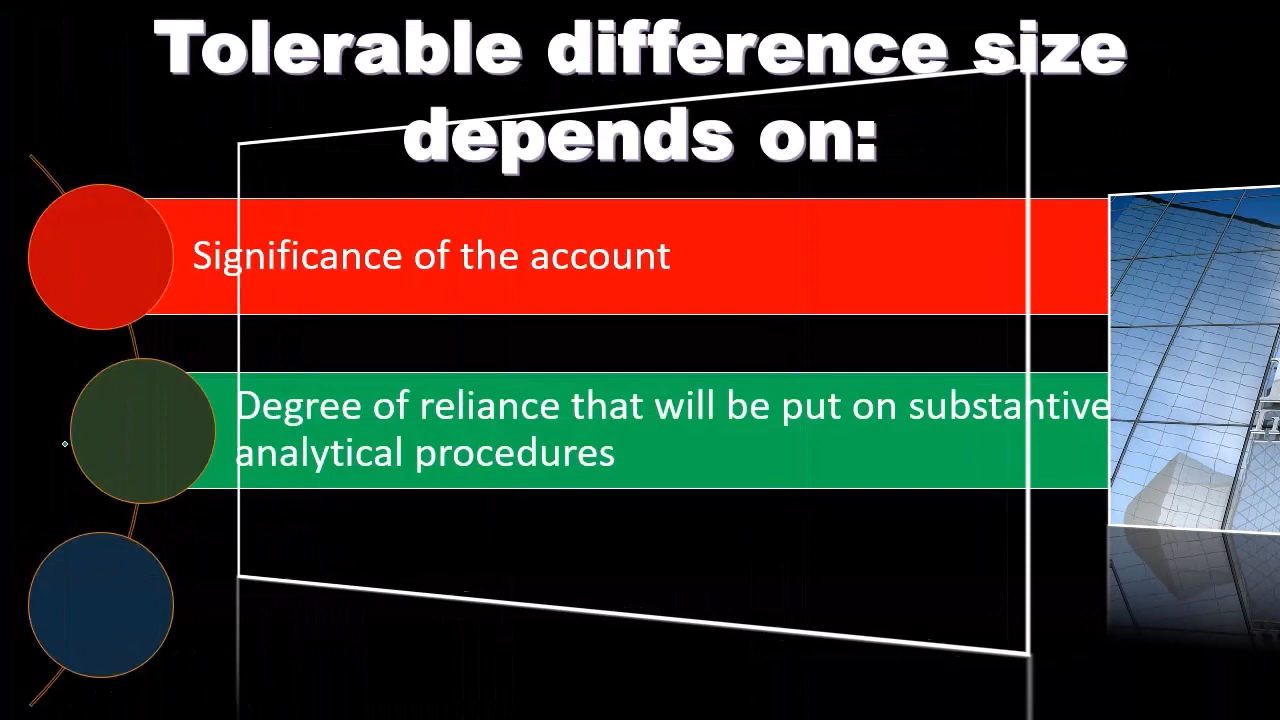 Tolerable difference size
depends on:
Significance of the account
Degree of reliance that will be put on substantive
analytical procedures